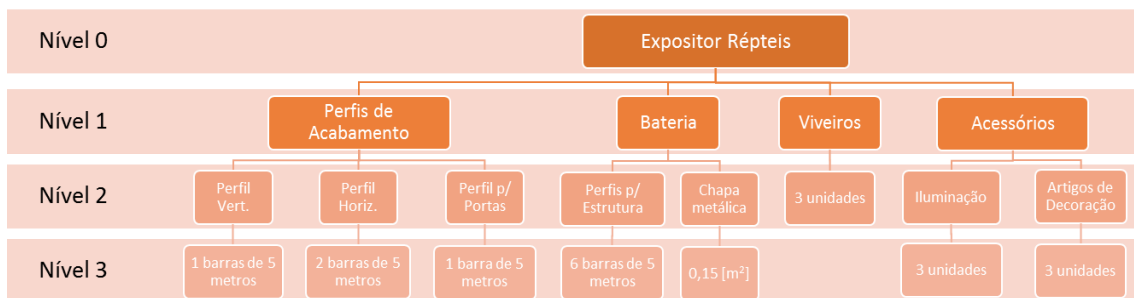 Nível 0
Expositor Répteis
Nível 1
Perfis de
Acabamento
Bateria
Viveiros
Acessórios
Nível 2
Perfil
Vert.
Perfil
Horiz.
Perfil p/
Portas
Perfis p/
Estrutura
Chapa
metálica
3 unidades
Iluminação
Artigos de
Decoração
Nível 3
1 barras de 5
metros
2 barras de 5
metros
1 barra de 5
metros
6 barras de 5
metros
0,15 [m²]
3 unidades
3 unidades